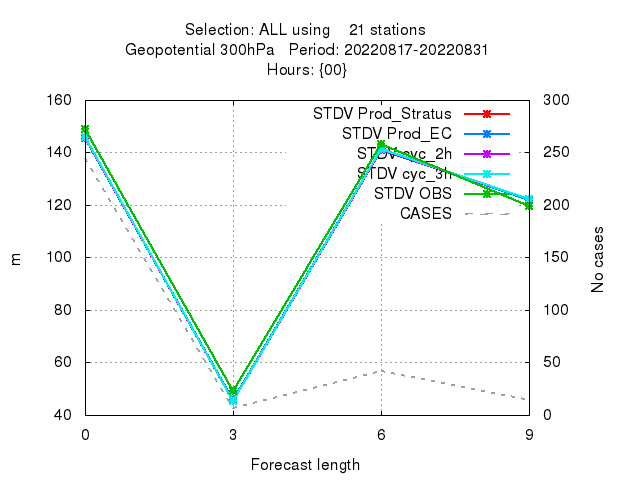 Selection: ALL using    21 stations
Geopotential 300hPa   Period: 20220817-20220831
Hours: {00}
160
140
120
100
80
60
40
300
250
200
150
100
50
0
m
No cases
STDV Prod_Stratus
STDV Prod_EC
STDV cyc_2h
STDV cyc_3h
STDV OBS
CASES
0 3 6 9
Forecast length